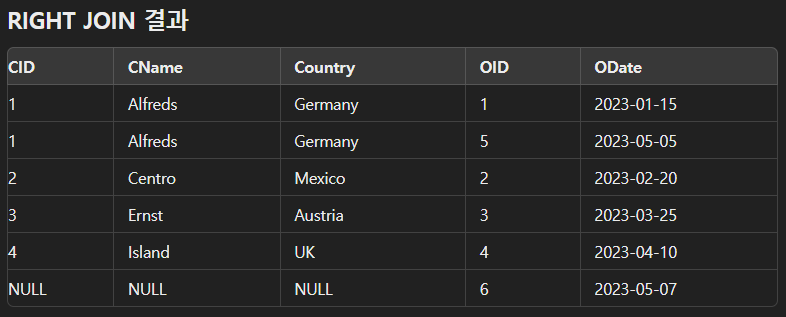 RIGHT JOIN 결과
CID CName Country OID ODate
1 Alfreds Germany 1 2023-01-15
1 Alfreds Germany 5 2023-05-05
2 Centro Mexico 2 2023-02-20
3 Ernst Austria 3 2023-03-25
4 Island UK 4 2023-04-10
NULL NULL NULL 6 2023-05-07